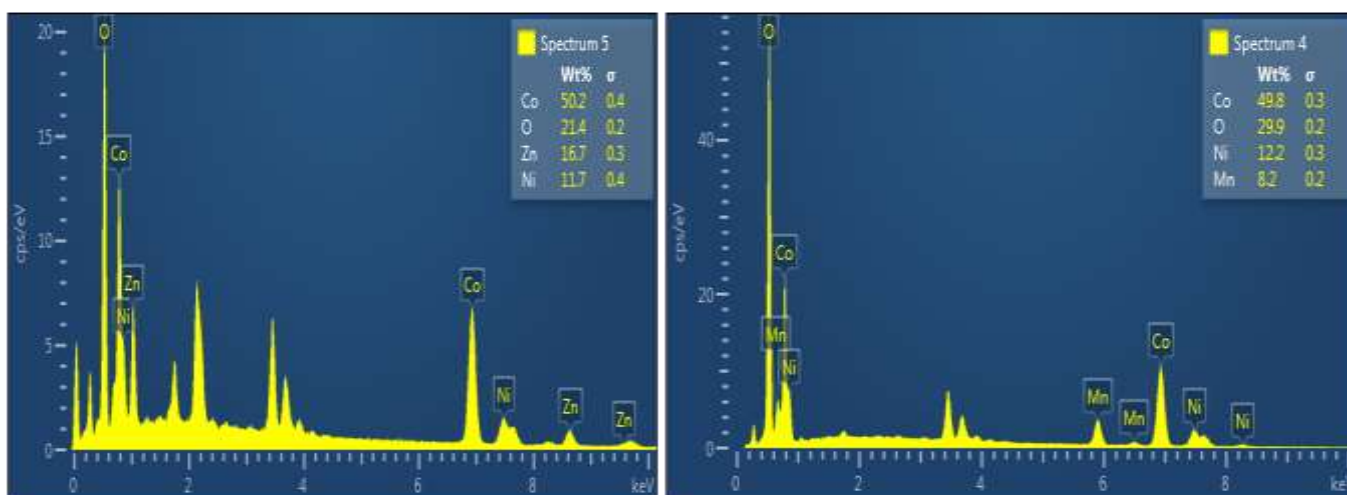 20
15
10
5
0
cps/eV
O
Co
Zn
Ni
Co
Ni
Zn
Zn
0
2
4
6
8
keV
Spectrum 5
Wt% σ
Co 50.2 0.4
O 21.4 0.2
Zn 16.7 0.3
Ni 11.7 0.4
40
20
0
cps/eV
O
Co
Mn
Ni
Mn
Mn
Co
Ni
Ni
0
2
4
6
8
ke
Spectrum 4
Wt% σ
Co 49.8 0.3
O 29.9 0.2
Ni 12.2 0.3
Mn 8.2 0.2